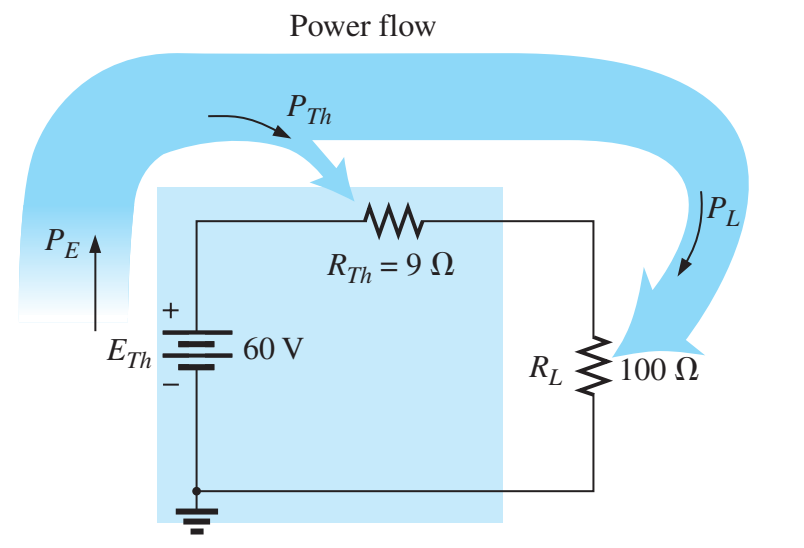 Power flow
P_Th
P_L
P_E
R_Th = 9 Ω
+
E_Th
60 V
R_L
100 Ω
−